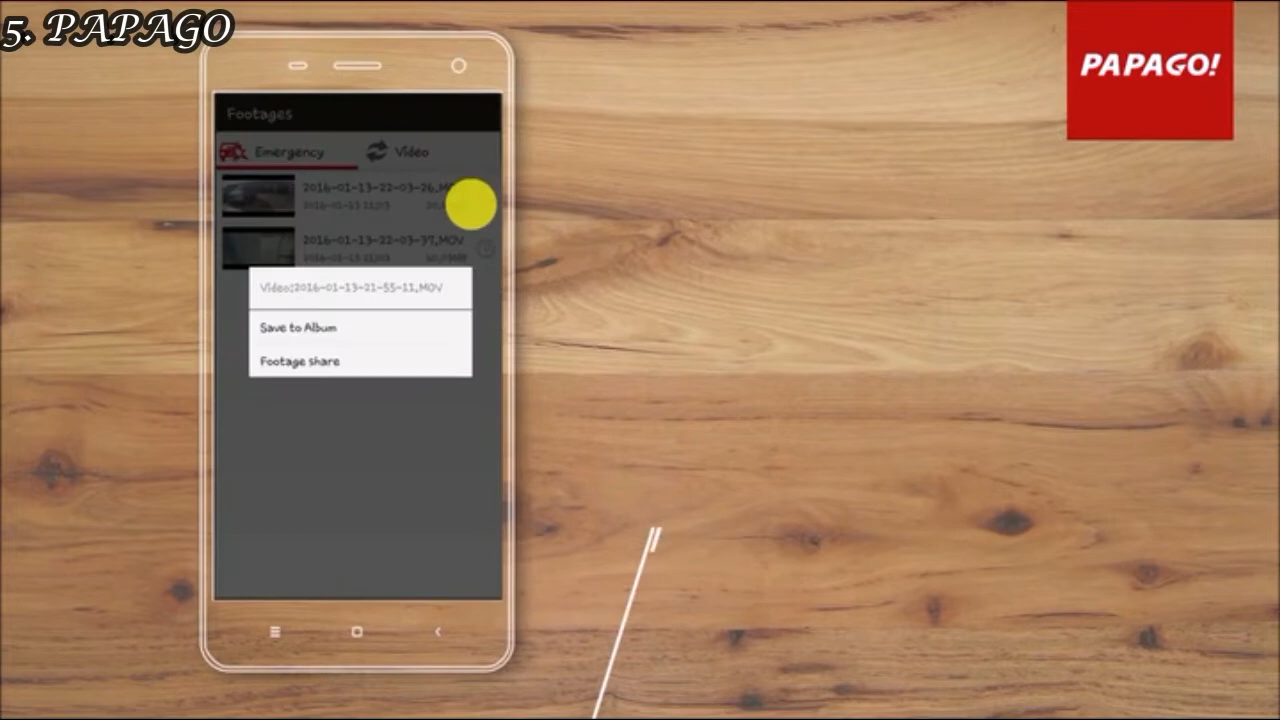 5. PAPAGO
PAPAGO!
Footages
Emergency
Video
2016-01-13-22-03-26.MO
2016-01-13-22-03-37.MOV
Video:2016-01-13-21-55-11.MOV
Save to Album
Footage share